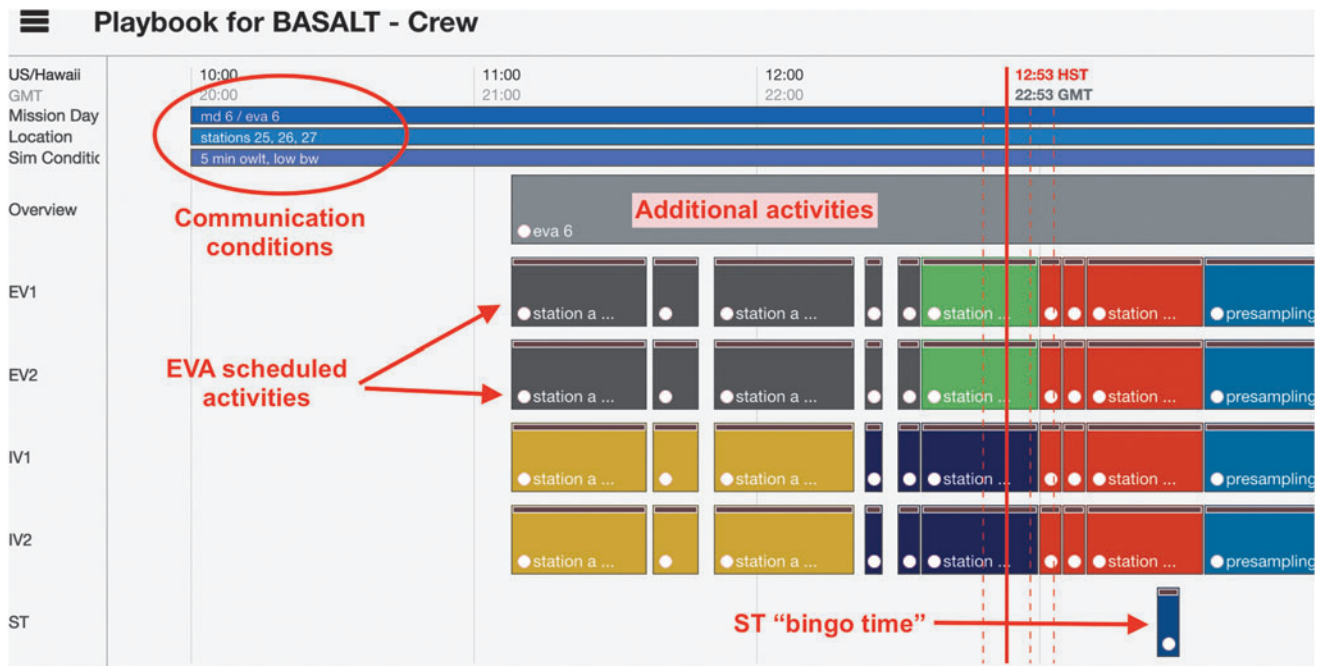 Playbook for BASALT - Crew
US/Hawaii 10:00 11:00 12:00 12:53 HST
GMT 20:00 21:00 22:00 22:53 GMT
Mission Day md 6 / eva 6
Location stations 25, 26, 27
Sim Conditic 5 min owlt, low bw
Communication
conditions
Overview
Additional activities
eva 6
EV1
station a ... station a ... station ... station ... presampling
EVA scheduled
activities
EV2
station a ... station a ... station ... station ... presampling
IV1
station a ... station a ... station ... station ... presampling
IV2
station a ... station a ... station ... station ... presampling
ST
ST “bingo time”